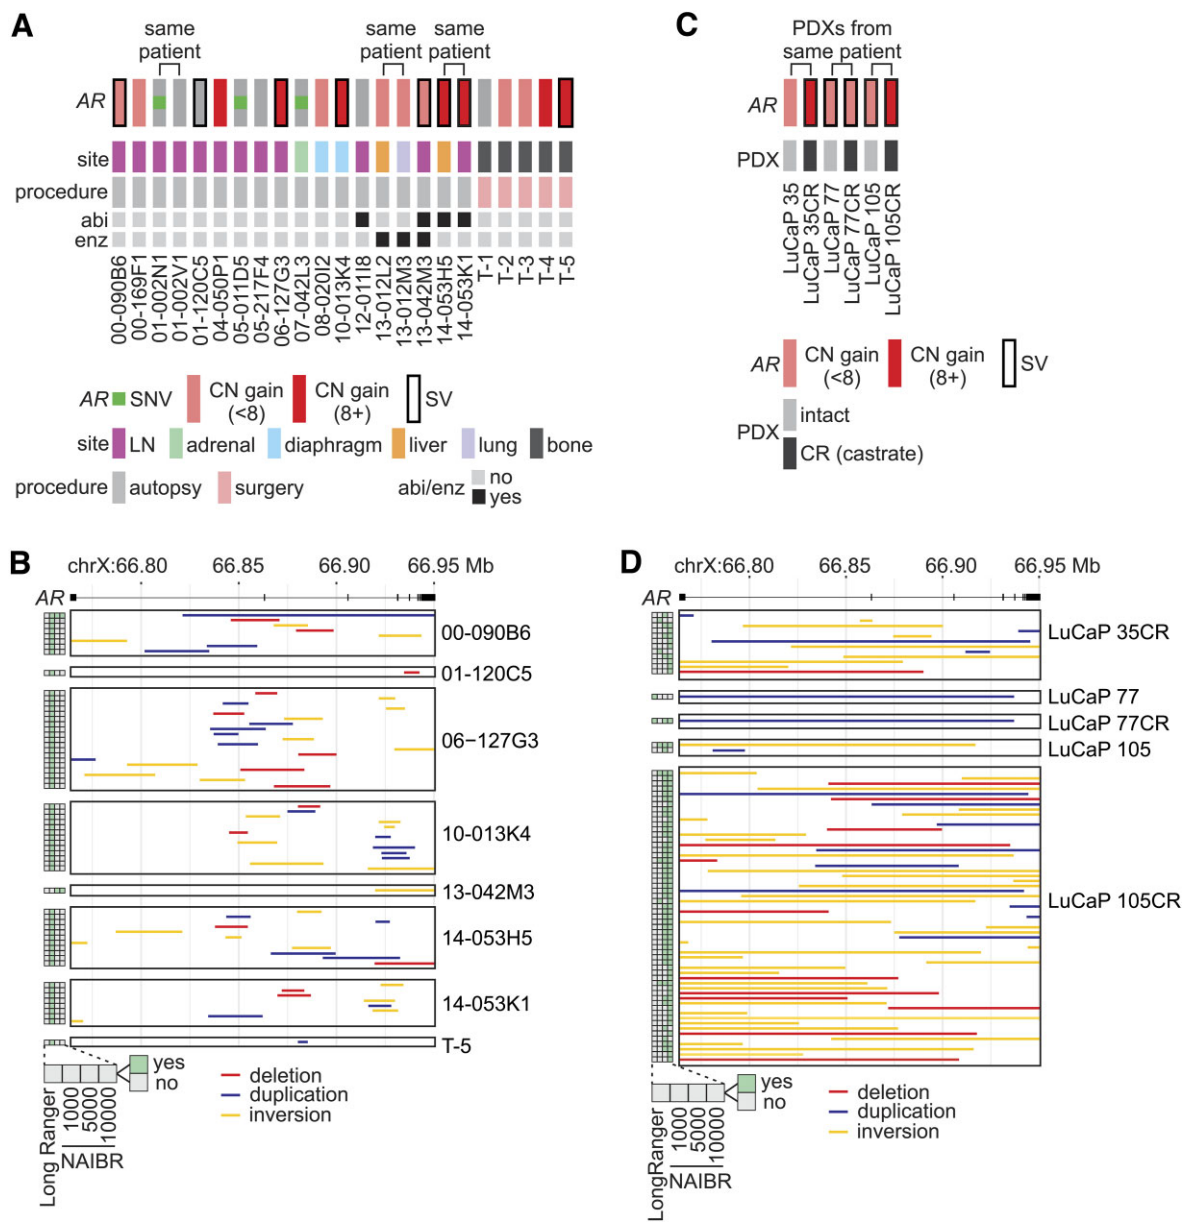 A
same
patient
same
patient
same
patient
AR
site
procedure
abi
enz
00-090B6
00-169F1
01-002N1
01-002V1
01-120C5
04-050P1
05-011D5
05-217F4
06-127G3
07-042L3
08-020I2
10-013K4
12-011I8
13-012L2
13-012M3
13-042M3
14-053H5
14-053K1
T-1
T-2
T-3
T-4
T-5
AR SNV CN gain (<8) CN gain (8+) SV
site LN adrenal diaphragm liver lung bone
procedure autopsy surgery abi/enz no
yes
C
PDXs from
same patient
AR
PDX
LuCaP 35
LuCaP 35CR
LuCaP 77
LuCaP 77CR
LuCaP 105
LuCaP 105CR
AR CN gain (<8) CN gain (8+) SV
PDX intact
CR (castrate)
B
chrX:66.80 66.85 66.90 66.95 Mb
AR
00-090B6
01-120C5
06-127G3
10-013K4
13-042M3
14-053H5
14-053K1
T-5
yes
no
Long Ranger
1000
5000
10000
NAIBR
deletion
duplication
inversion
D
chrX:66.80 66.85 66.90 66.95 Mb
AR
LuCaP 35CR
LuCaP 77
LuCaP 77CR
LuCaP 105
LuCaP 105CR
yes
no
LongRanger
1000
5000
10000
NAIBR
deletion
duplication
inversion